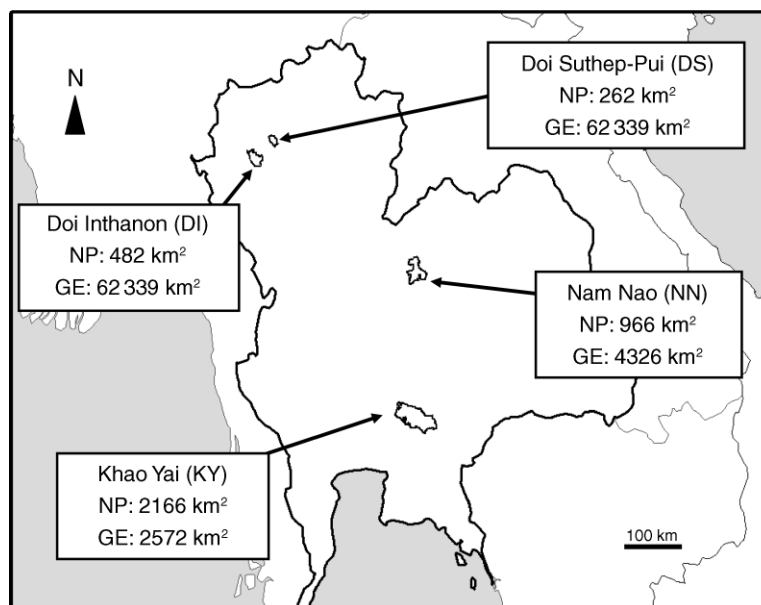 N
Doi Suthep-Pui (DS)
NP: 262 km²
GE: 62 339 km²
Doi Inthanon (DI)
NP: 482 km²
GE: 62 339 km²
Nam Nao (NN)
NP: 966 km²
GE: 4326 km²
Khao Yai (KY)
NP: 2166 km²
GE: 2572 km²
100 km